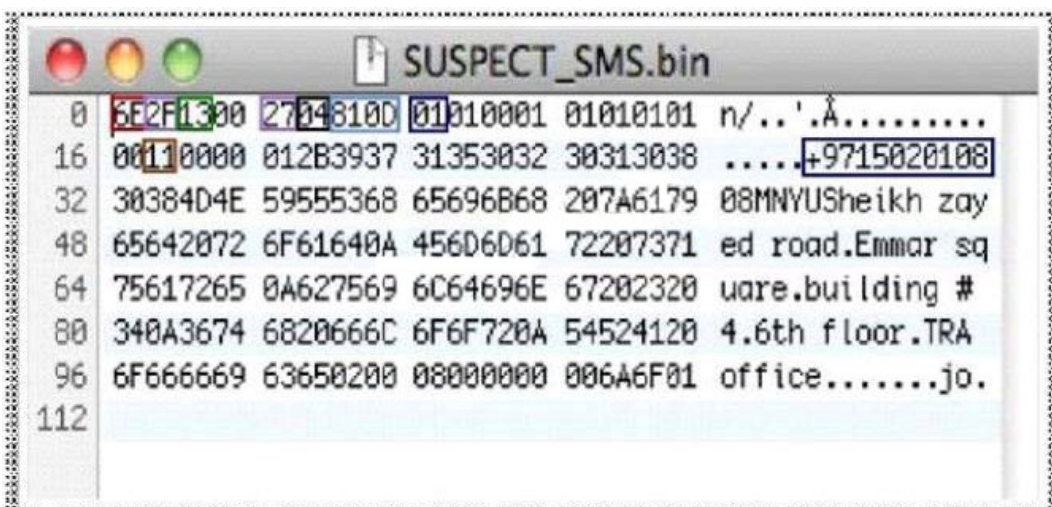 SUSPECT_SMS.bin
0 6E2F1300 2704810D 01010001 01010101 n/..'.Å.........
16 00110000 012B3937 31353032 30313038 .....+9715020108
32 30384D4E 59555368 65696B68 207A6179 08MNYUSheikh zay
48 65642072 6F61640A 456D6D61 72207371 ed road.Emmar sq
64 75617265 0A627569 6C64696E 67202320 uare.building #
80 340A3674 6820666C 6F6F720A 54524120 4.6th floor.TRA
96 6F666669 63650200 08000000 006A6F01 office.......jo.
112